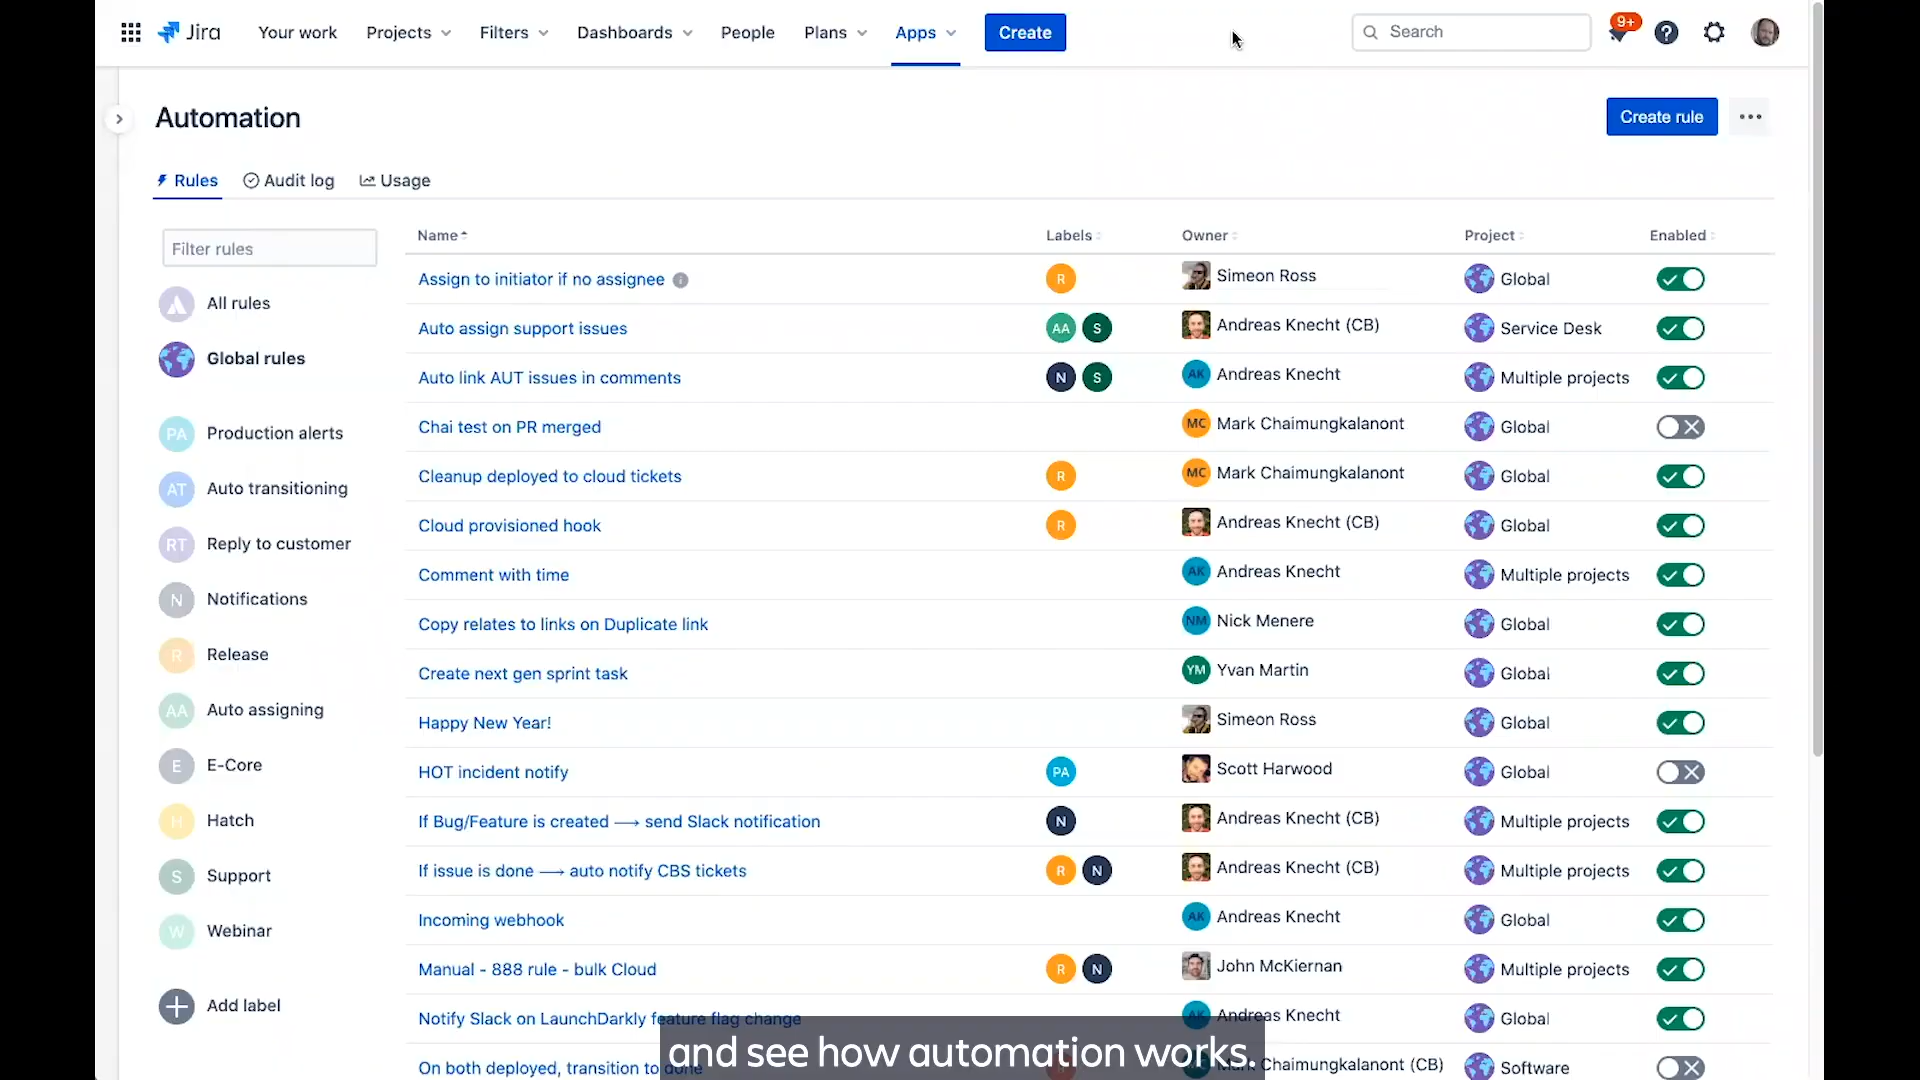 Jira Your work Projects Filters Dashboards People Plans Apps Create Search 9+
Automation Create rule
Rules Audit log Usage
Filter rules
All rules
Global rules
PA Production alerts
AT Auto transitioning
RT Reply to customer
N Notifications
R Release
AA Auto assigning
E E-Core
H Hatch
S Support
W Webinar
Add label
Name Labels Owner Project Enabled
Assign to initiator if no assignee R Simeon Ross Global
Auto assign support issues AA S Andreas Knecht (CB) Service Desk
Auto link AUT issues in comments N S AK Andreas Knecht Multiple projects
Chai test on PR merged MC Mark Chaimungkalanont Global
Cleanup deployed to cloud tickets R MC Mark Chaimungkalanont Global
Cloud provisioned hook R Andreas Knecht (CB) Global
Comment with time AK Andreas Knecht Multiple projects
Copy relates to links on Duplicate link NM Nick Menere Global
Create next gen sprint task YM Yvan Martin Global
Happy New Year! Simeon Ross Global
HOT incident notify PA Scott Harwood Global
If Bug/Feature is created ⟶ send Slack notification N Andreas Knecht (CB) Multiple projects
If issue is done ⟶ auto notify CBS tickets R N Andreas Knecht (CB) Multiple projects
Incoming webhook AK Andreas Knecht Global
Manual - 888 rule - bulk Cloud R N John McKiernan Multiple projects
Notify Slack on LaunchDarkly feature flag change AK Andreas Knecht Global
On both deployed, transition to done R Mark Chaimungkalanont (CB) Software
and see how automation works.